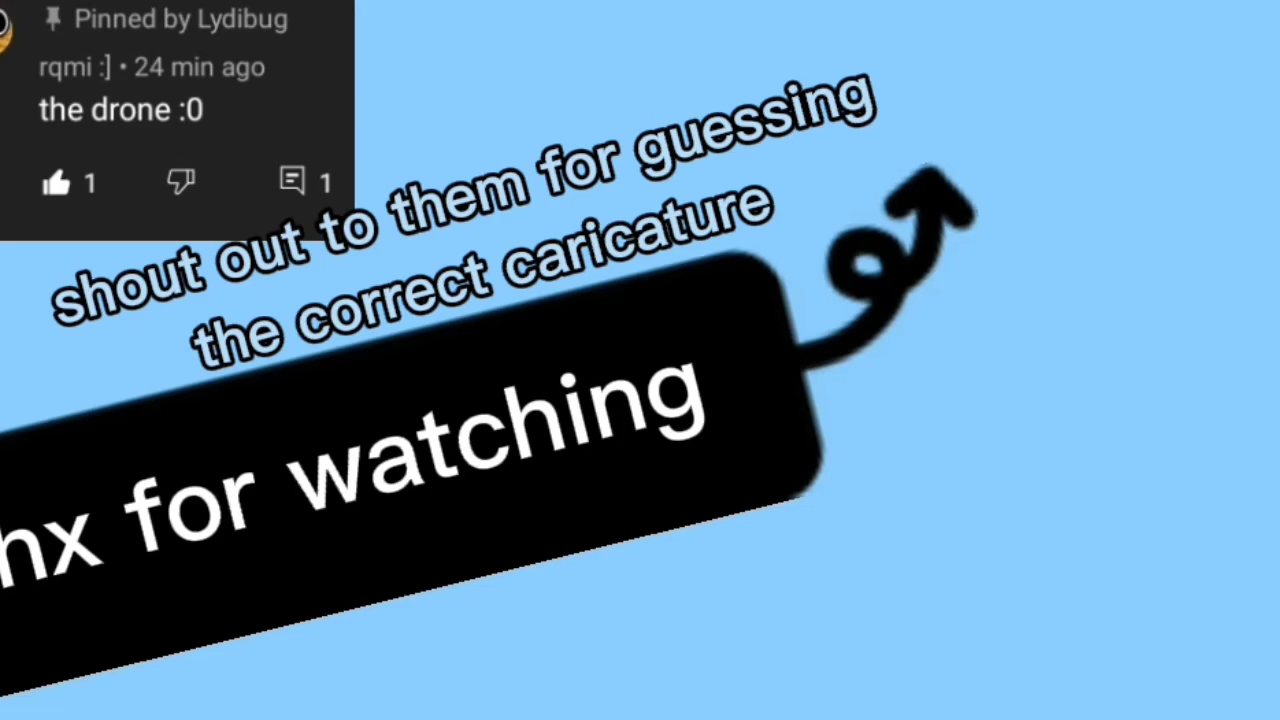 Pinned by Lydibug
rqmi :] • 24 min ago
the drone :0
1
1
shout out to them for guessing
the correct caricature
hx for watching